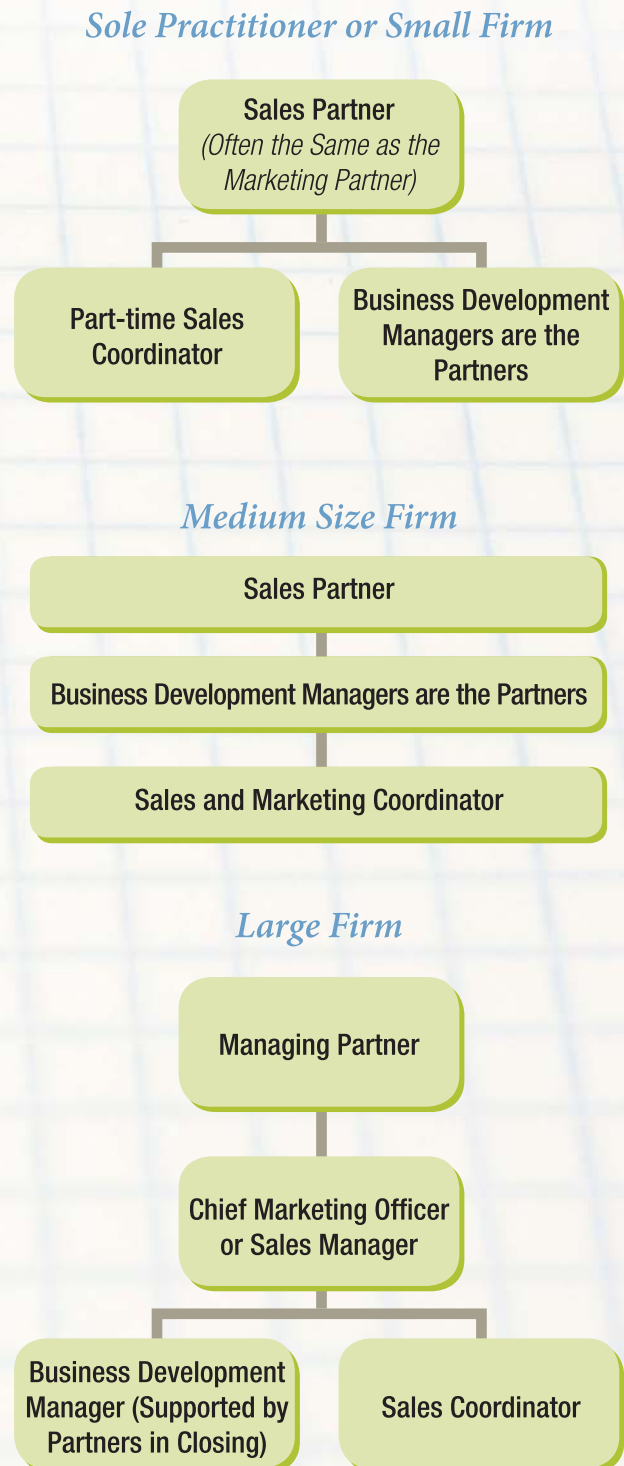 Sole Practitioner or Small Firm
Sales Partner
(Often the Same as the
Marketing Partner)
Part-time Sales
Coordinator
Business Development
Managers are the
Partners
Medium Size Firm
Sales Partner
Business Development Managers are the Partners
Sales and Marketing Coordinator
Large Firm
Managing Partner
Chief Marketing Officer
or Sales Manager
Business Development
Manager (Supported by
Partners in Closing)
Sales Coordinator